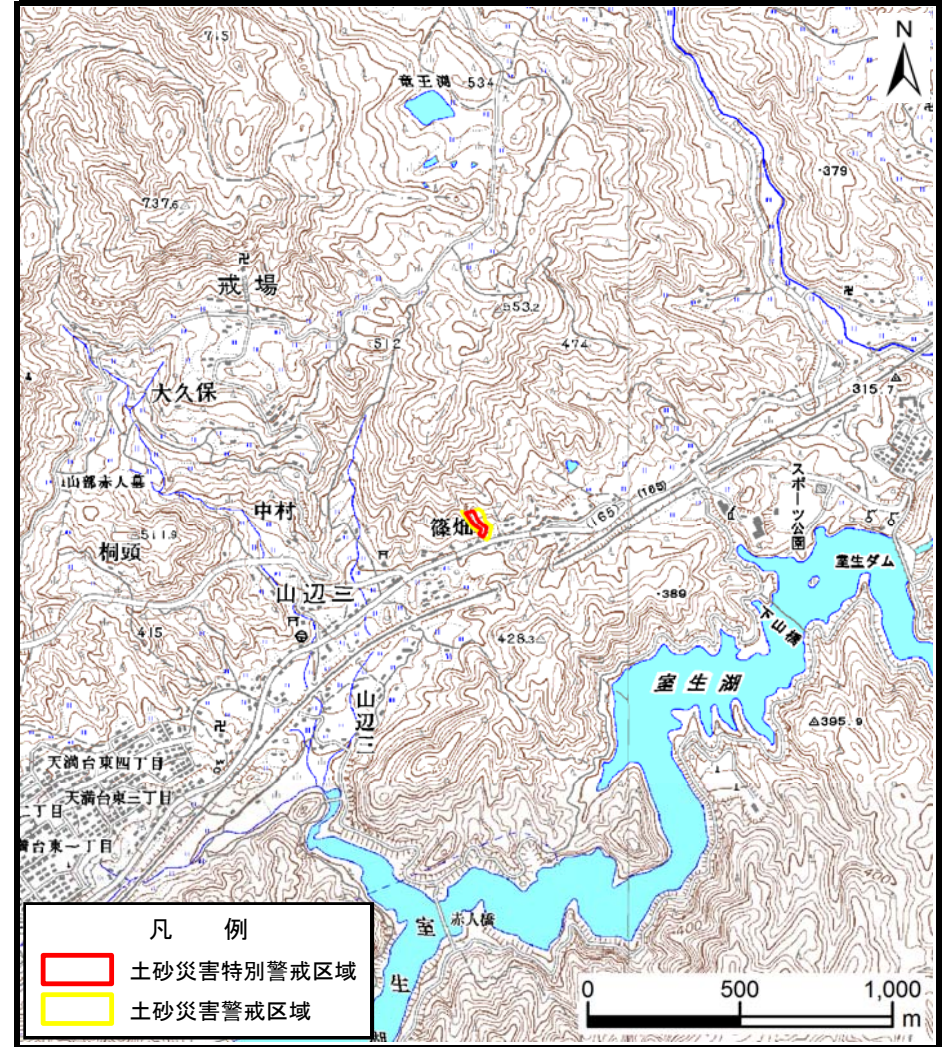 N
715
竜王淵
534
379
737.6
戒場
553.2
512
474
315.7
大久保
山部赤人墓
中村
篠畑
(165)
(165)
スポーツ公園
511.9
桐頭
山辺三
室生ダム
389
下山橋
415
428.3
室生湖
山辺三
395.9
天満台東四丁目
天満台東三丁目
二丁目
満台東一丁目
400
赤人橋
400
室生
湖
凡 例
土砂災害特別警戒区域
土砂災害警戒区域
0 500 1,000
m